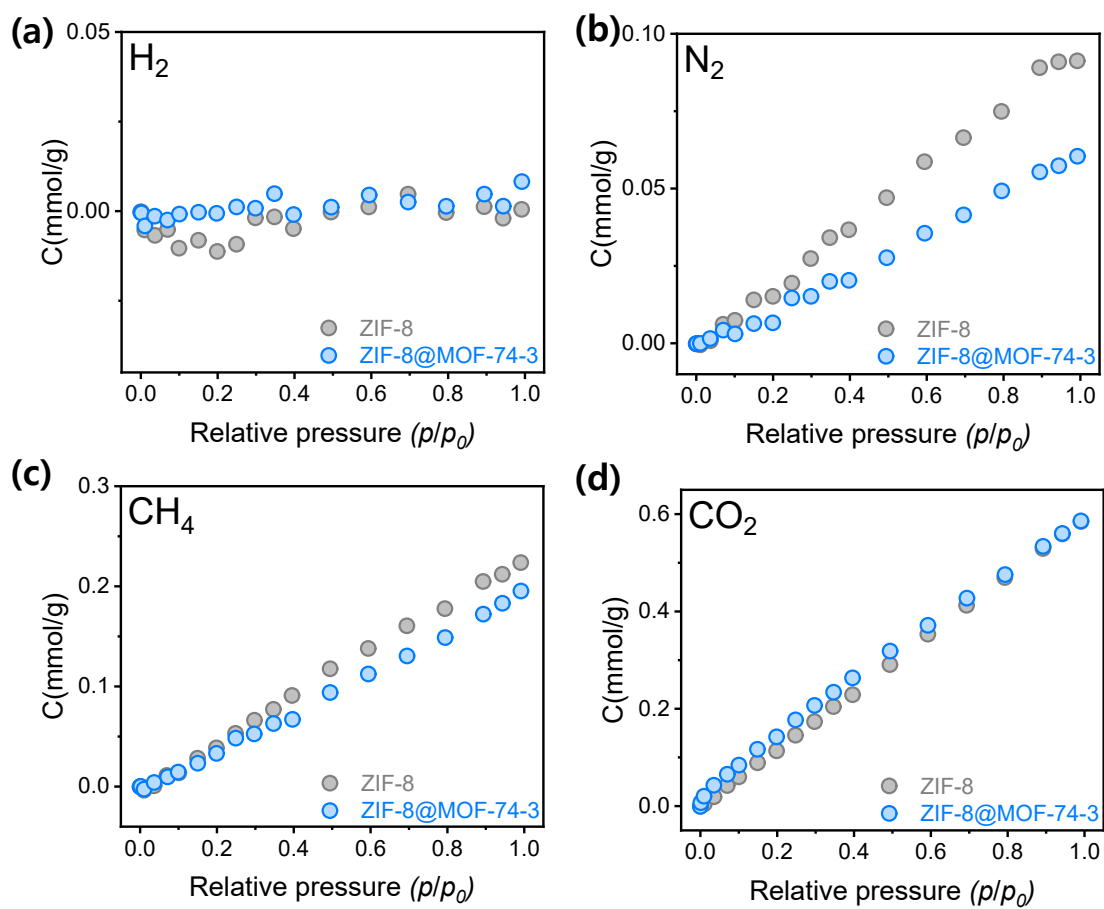 (a)
H₂
0.05
0.00
C(mmol/g)
ZIF-8
ZIF-8@MOF-74-3
0.0 0.2 0.4 0.6 0.8 1.0
Relative pressure (p/p₀)
(b)
N₂
0.10
0.05
0.00
C(mmol/g)
ZIF-8
ZIF-8@MOF-74-3
0.0 0.2 0.4 0.6 0.8 1.0
Relative pressure (p/p₀)
(c)
CH₄
0.3
0.2
0.1
0.0
C(mmol/g)
ZIF-8
ZIF-8@MOF-74-3
0.0 0.2 0.4 0.6 0.8 1.0
Relative pressure (p/p₀)
(d)
CO₂
0.6
0.4
0.2
0.0
C(mmol/g)
ZIF-8
ZIF-8@MOF-74-3
0.0 0.2 0.4 0.6 0.8 1.0
Relative pressure (p/p₀)